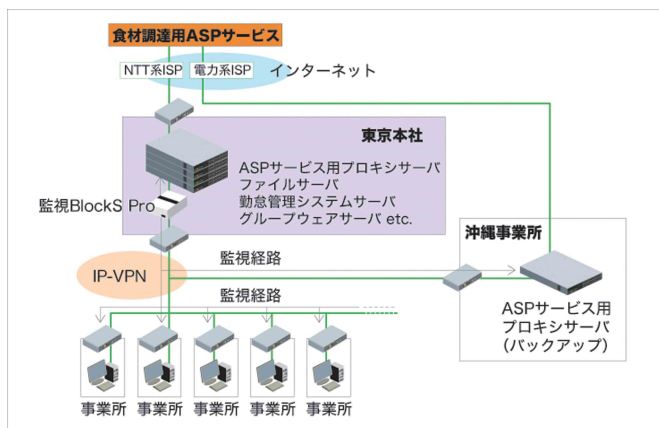 食材調達用ASPサービス
NTT系ISP
電力系ISP
インターネット
東京本社
ASPサービス用プロキシサーバ
ファイルサーバ
勤怠管理システムサーバ
グループウェアサーバ etc.
監視BlockS Pro
沖縄事業所
IP-VPN
監視経路
監視経路
ASPサービス用
プロキシサーバ
(バックアップ)
事業所
事業所
事業所
事業所
事業所